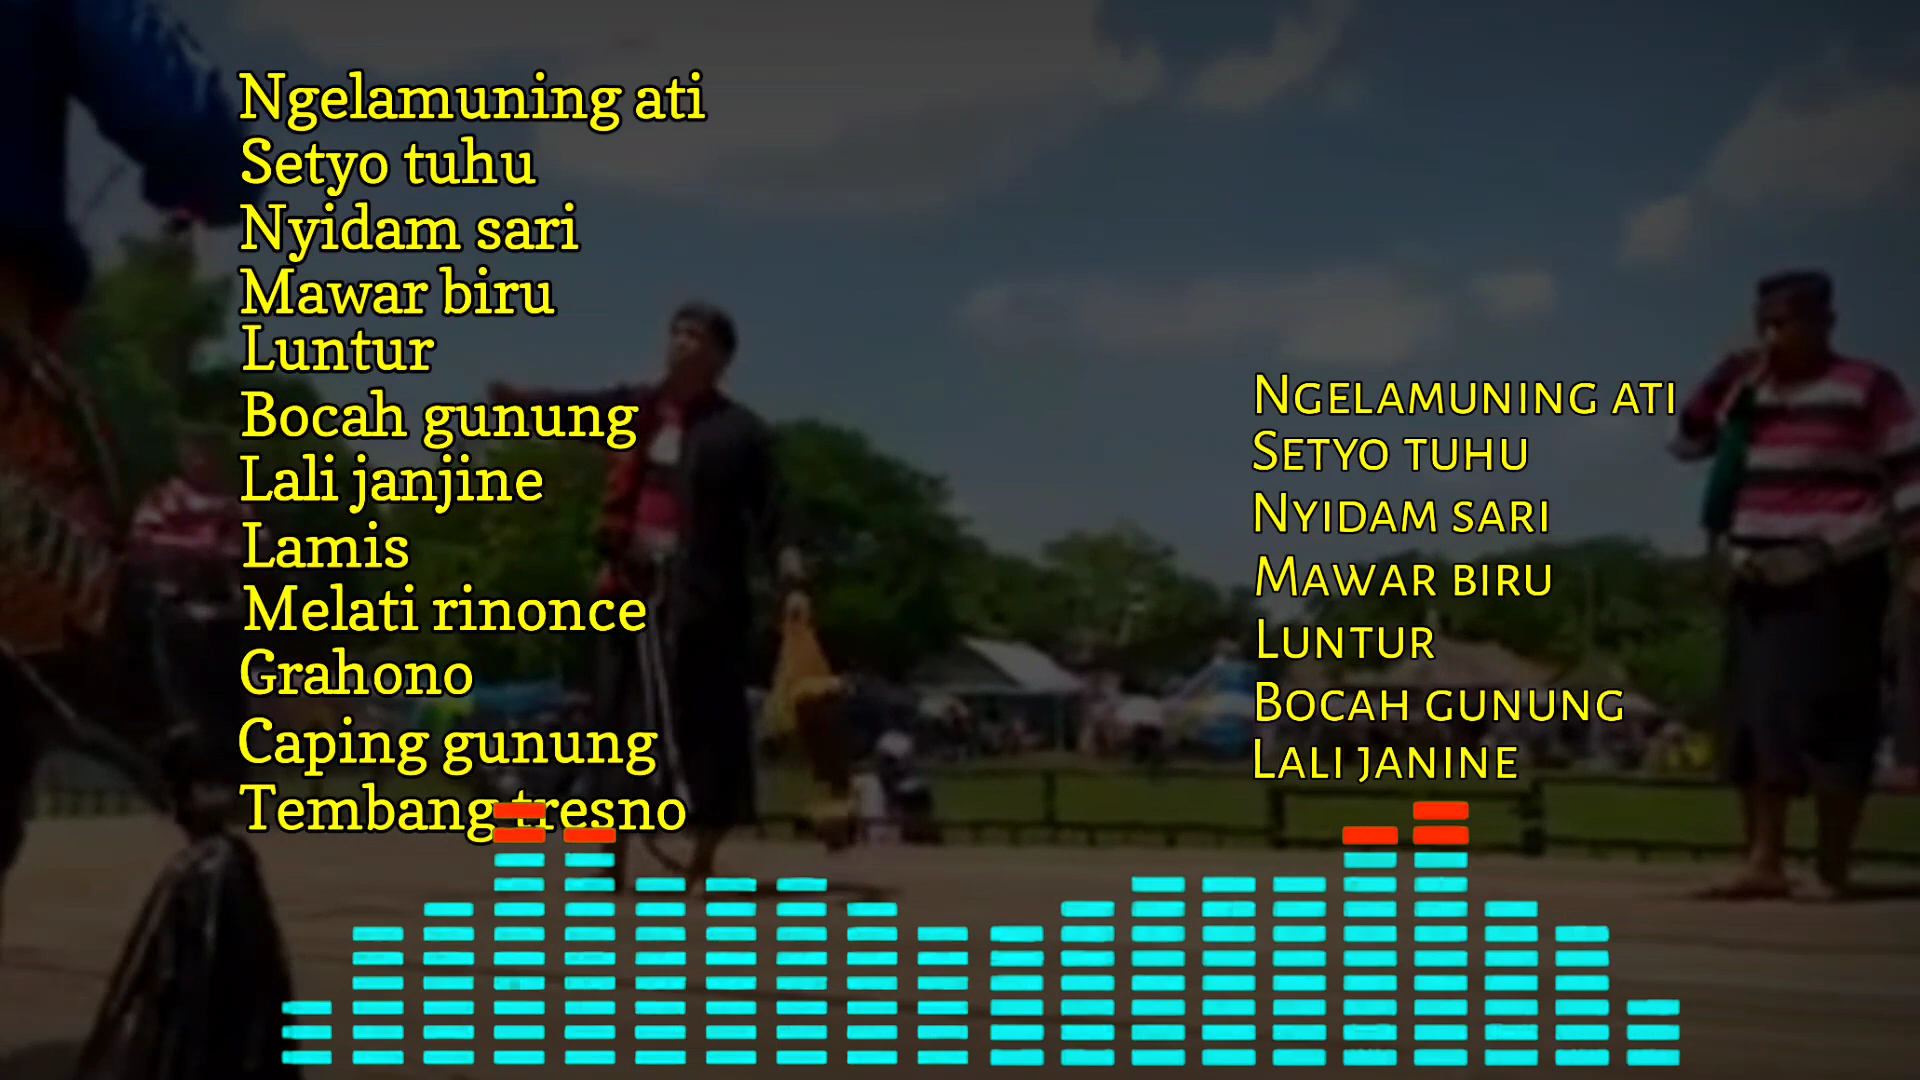 Ngelamuning ati
Setyo tuhu
Nyidam sari
Mawar biru
Luntur
Bocah gunung
Lali janjine
Lamis
Melati rinonce
Grahono
Caping gunung
Tembang tresno
Ngelamuning ati
Setyo tuhu
Nyidam sari
Mawar biru
Luntur
Bocah gunung
Lali janine